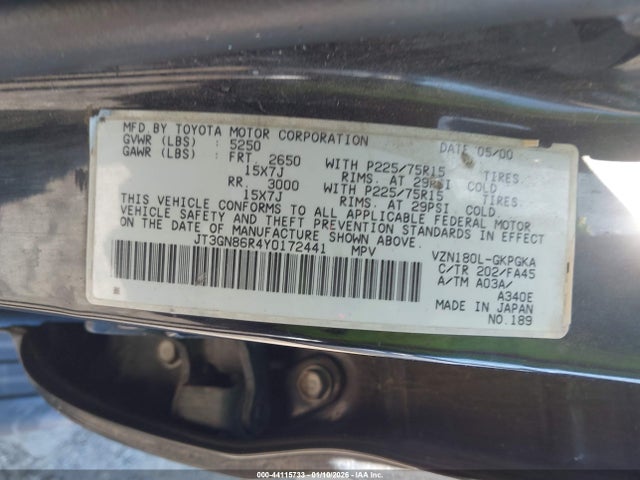 MFD.BY TOYOTA MOTOR CORPORATION DATE 05/00
GVWR (LBS) : 5250
GAWR (LBS) : FRT. 2650 WITH P225/75R15 TIRES.
15X7J RIMS. AT 29PSI COLD
RR. 3000 WITH P225/75R15 TIRES.
15X7J RIMS. AT 29PSI COLD
THIS VEHICLE CONFORMS TO ALL APPLICABLE FEDERAL MOTOR
VEHICLE SAFETY AND THEFT PREVENTION STANDARDS IN EFFECT
ON THE DATE OF MANUFACTURE SHOWN ABOVE.
JT3GN86R4Y0172441 MPV
VZN180L-GKPGKA
C/TR 202/FA45
A/TM A03A/
A340E
MADE IN JAPAN
NO.189
000-44115733 - 01/10/2026 - Copyright, IAA Inc.